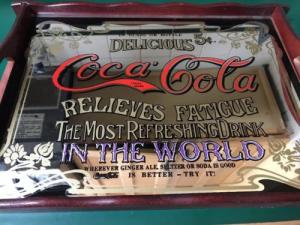 DELICIOUS 5¢
Coca-Cola
RELIEVES FATIGUE
THE MOST REFRESHING DRINK
IN THE WORLD
WHEREVER GINGER ALE, SELTZER OR SODA IS GOOD
IS BETTER - TRY IT!